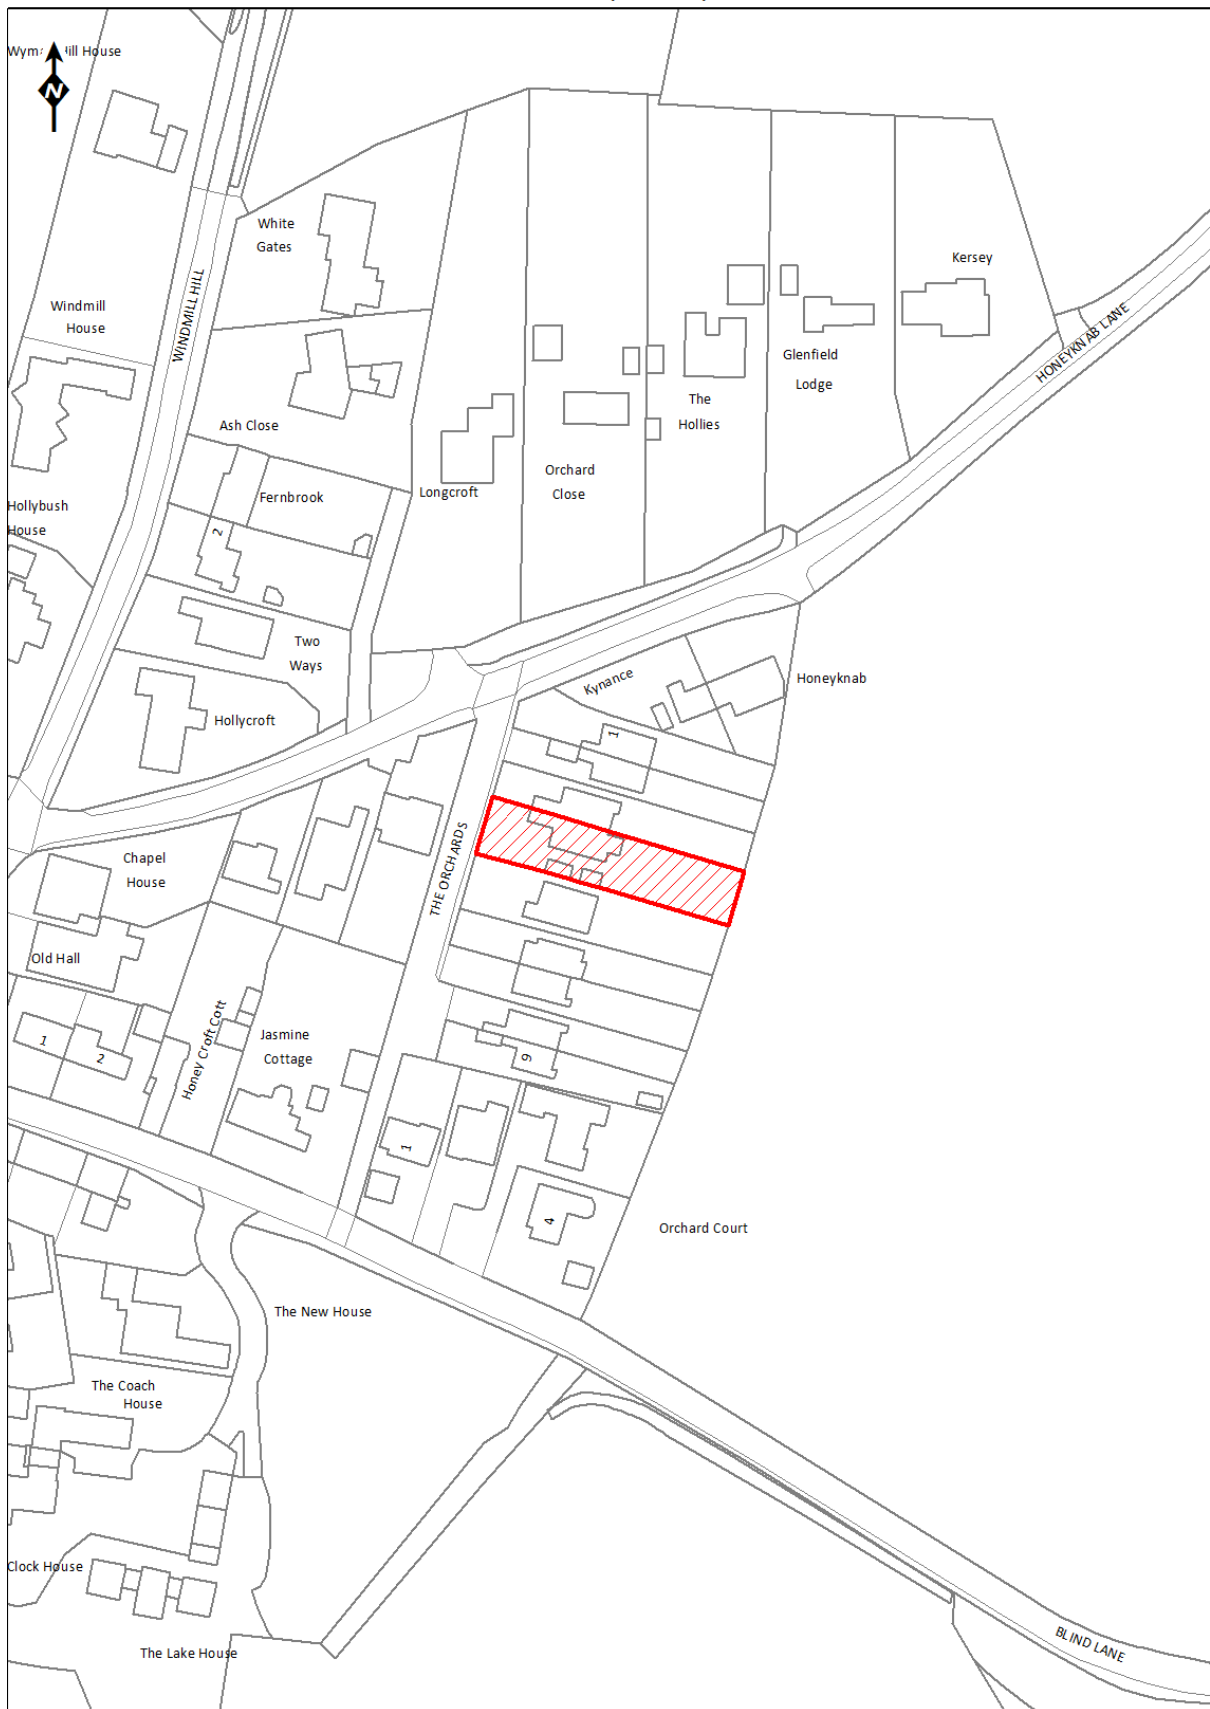 ill House
N
White
Gates
Kersey
Windmill
House
WINDMILL HILL
HONEYKNAB LANE
Glenfield
Lodge
The
Hollies
Ash Close
Orchard
Close
Longcroft
Fernbrook
Hollybush
House
2
Two
Ways
Kynance
Honeyknab
Hollycroft
1
THE ORCHARDS
Chapel
House
Old Hall
Honey Croft Cott
Jasmine
Cottage
1
2
9
1
4
Orchard Court
The New House
The Coach
House
Clock House
The Lake House
BLIND LANE